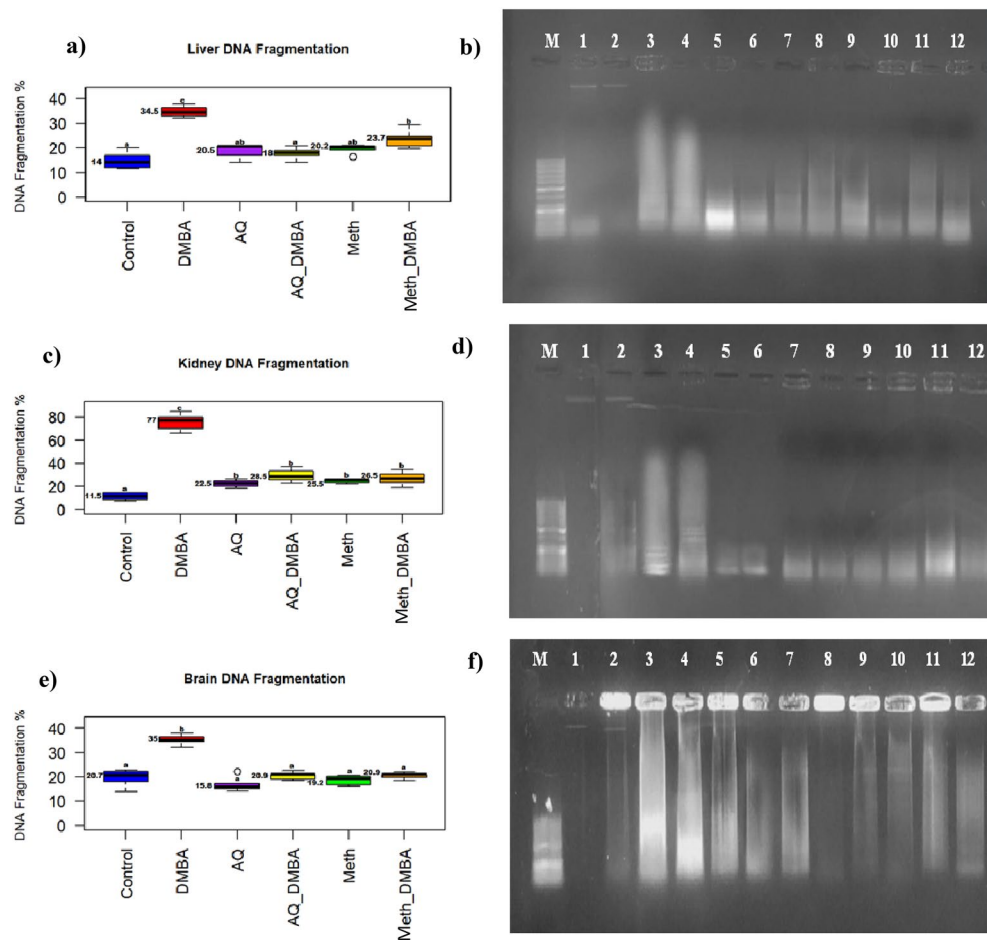 a)
Liver DNA Fragmentation
DNA Fragmentation %
40
30
20
10
0
14
a
34.5
c
20.5
ab
18
a
20.2
ab
23.7
b
Control
DMBA
AQ
AQ_DMBA
Meth
Meth_DMBA
b)
M 1 2 3 4 5 6 7 8 9 10 11 12
c)
Kidney DNA Fragmentation
DNA Fragmentation %
80
60
40
20
0
11.5
a
77
c
22.5
b
28.5
b
25.5
b
26.5
b
Control
DMBA
AQ
AQ_DMBA
Meth
Meth_DMBA
d)
M 1 2 3 4 5 6 7 8 9 10 11 12
e)
Brain DNA Fragmentation
DNA Fragmentation %
40
30
20
10
0
20.7
a
35
b
15.8
a
20.9
a
19.2
a
20.9
a
Control
DMBA
AQ
AQ_DMBA
Meth
Meth_DMBA
f)
M 1 2 3 4 5 6 7 8 9 10 11 12